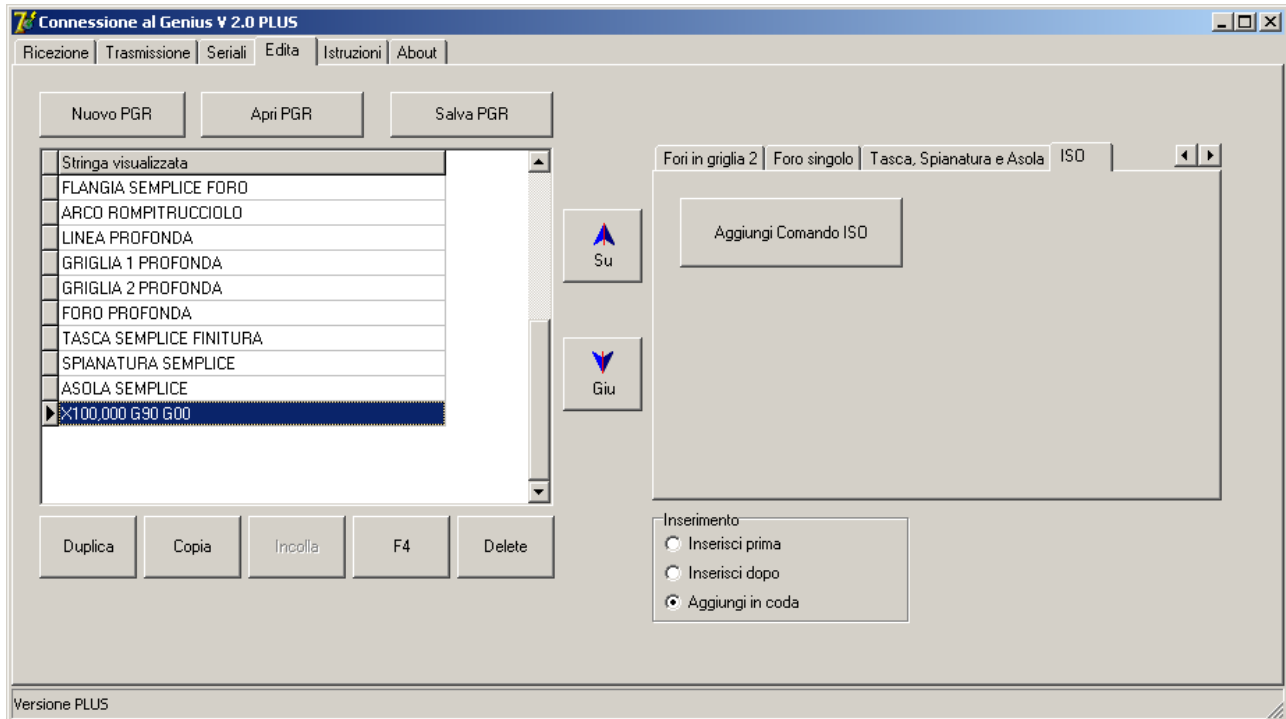 Connessione al Genius V 2.0 PLUS
Ricezione Trasmissione Seriali Edita Istruzioni About
Nuovo PGR Apri PGR Salva PGR
Stringa visualizzata
FLANGIA SEMPLICE FORO
ARCO ROMPITRUCCIOLO
LINEA PROFONDA
GRIGLIA 1 PROFONDA
GRIGLIA 2 PROFONDA
FORO PROFONDA
TASCA SEMPLICE FINITURA
SPIANATURA SEMPLICE
ASOLA SEMPLICE
X100,000 G90 G00
Duplica Copia Incolla F4 Delete
Su
Giu
Fori in griglia 2 Foro singolo Tasca, Spianatura e Asola ISO
Aggiungi Comando ISO
Inserimento
Inserisci prima
Inserisci dopo
Aggiungi in coda
Versione PLUS